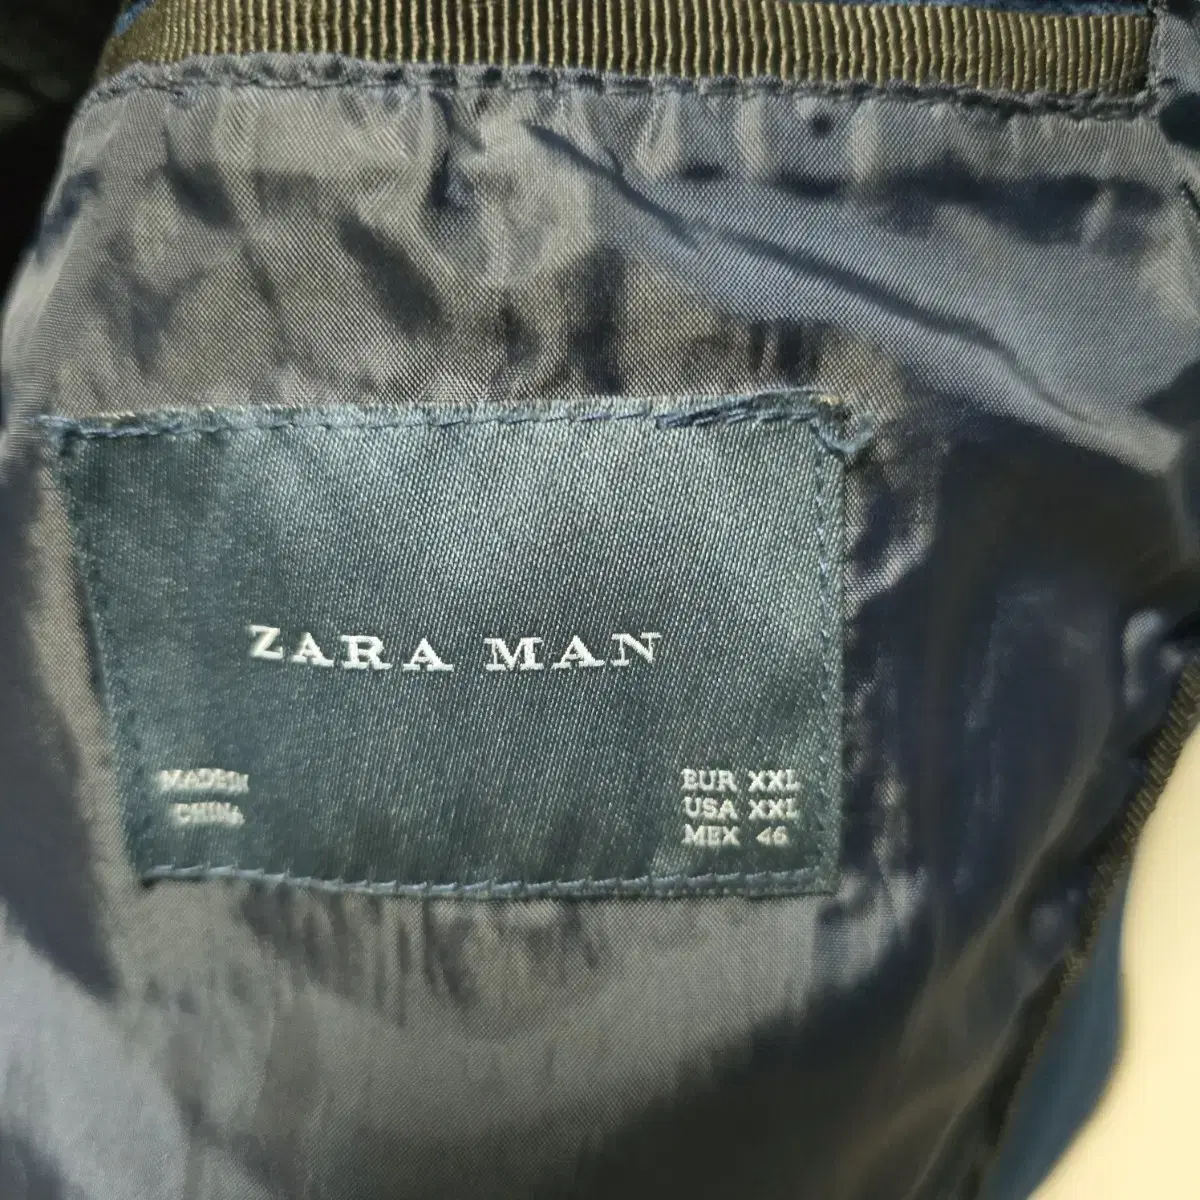 ZARA MAN
MADE IN
CHINA
EUR XXL
USA XXL
MEX 46